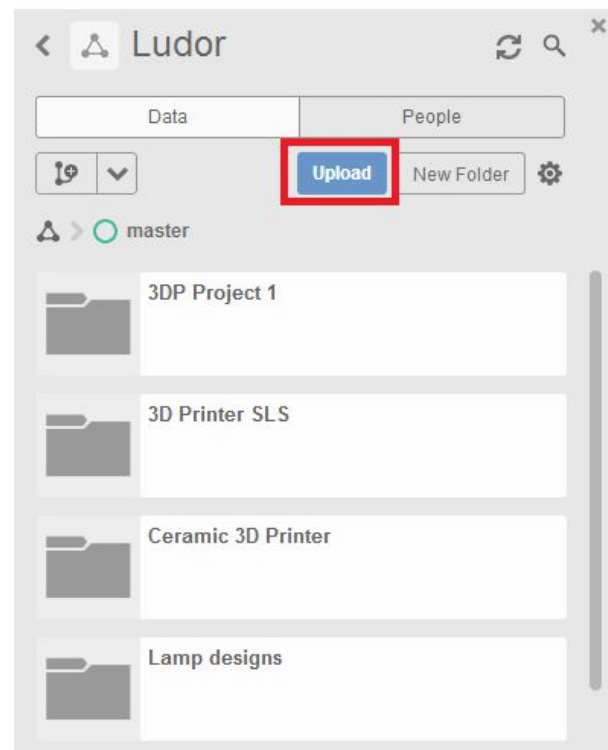 Ludor
Data People
Upload New Folder
master
3DP Project 1
3D Printer SLS
Ceramic 3D Printer
Lamp designs